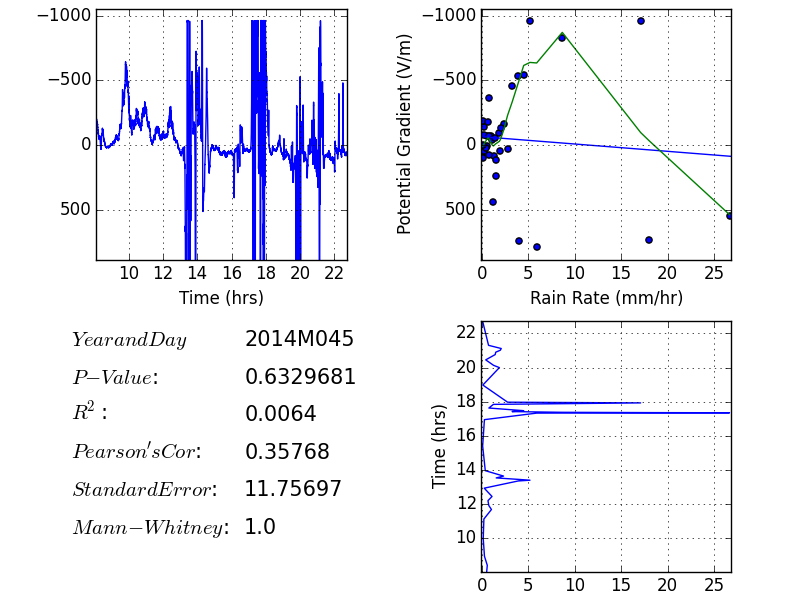 −1000
−500
0
500
10 12 14 16 18 20 22
Time (hrs)
Potential Gradient (V/m)
−1000
−500
0
500
0 5 10 15 20 25
Rain Rate (mm/hr)
YearandDay 2014M045
P−Value: 0.6329681
R²: 0.0064
Pearson'sCor: 0.35768
StandardError: 11.75697
Mann−Whitney: 1.0
Time (hrs)
22
20
18
16
14
12
10
0 5 10 15 20 25